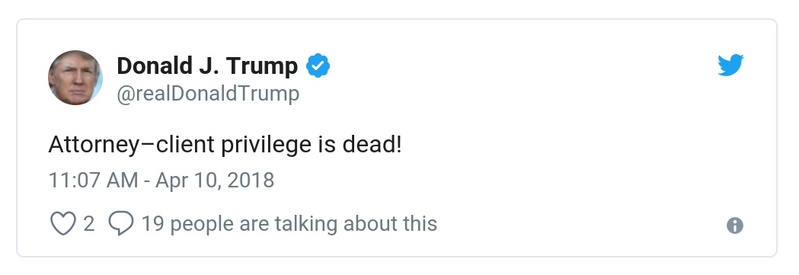 Donald J. Trump
@realDonaldTrump
Attorney–client privilege is dead!
11:07 AM - Apr 10, 2018
2 19 people are talking about this